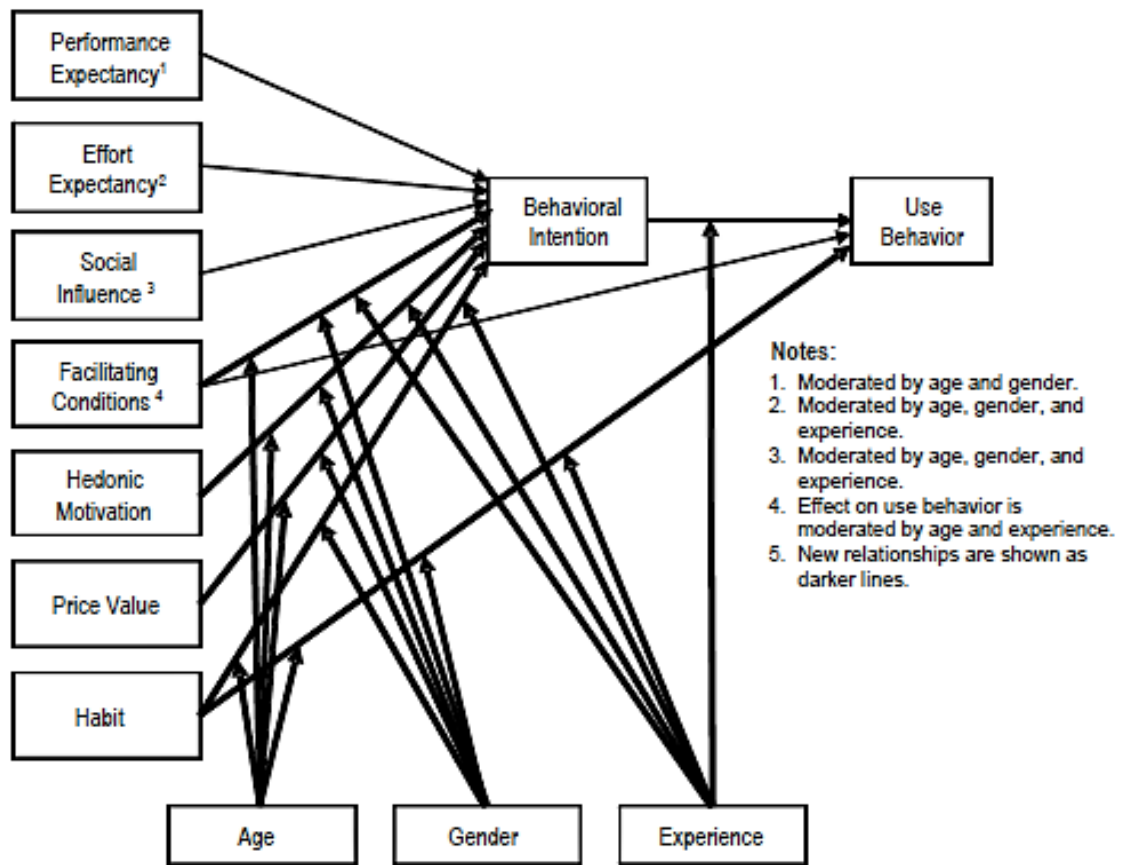 Performance
Expectancy¹
Effort
Expectancy²
Social
Influence ³
Facilitating
Conditions ⁴
Hedonic
Motivation
Price Value
Habit
Behavioral
Intention
Use
Behavior
Notes:
1. Moderated by age and gender.
2. Moderated by age, gender, and
experience.
3. Moderated by age, gender, and
experience.
4. Effect on use behavior is
moderated by age and experience.
5. New relationships are shown as
darker lines.
Age
Gender
Experience